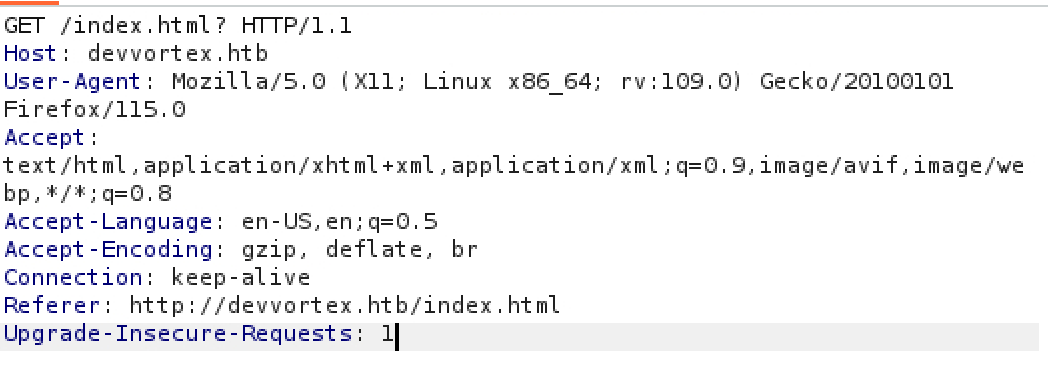 GET /index.html? HTTP/1.1
Host: devvortex.htb
User-Agent: Mozilla/5.0 (X11; Linux x86_64; rv:109.0) Gecko/20100101
Firefox/115.0
Accept:
text/html,application/xhtml+xml,application/xml;q=0.9,image/avif,image/we
bp,*/*;q=0.8
Accept-Language: en-US,en;q=0.5
Accept-Encoding: gzip, deflate, br
Connection: keep-alive
Referer: http://devvortex.htb/index.html
Upgrade-Insecure-Requests: 1